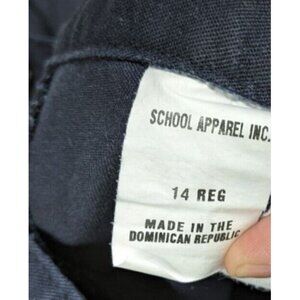 SCHOOL APPAREL INC.
14 REG
MADE IN THE
DOMINICAN REPUBLIC